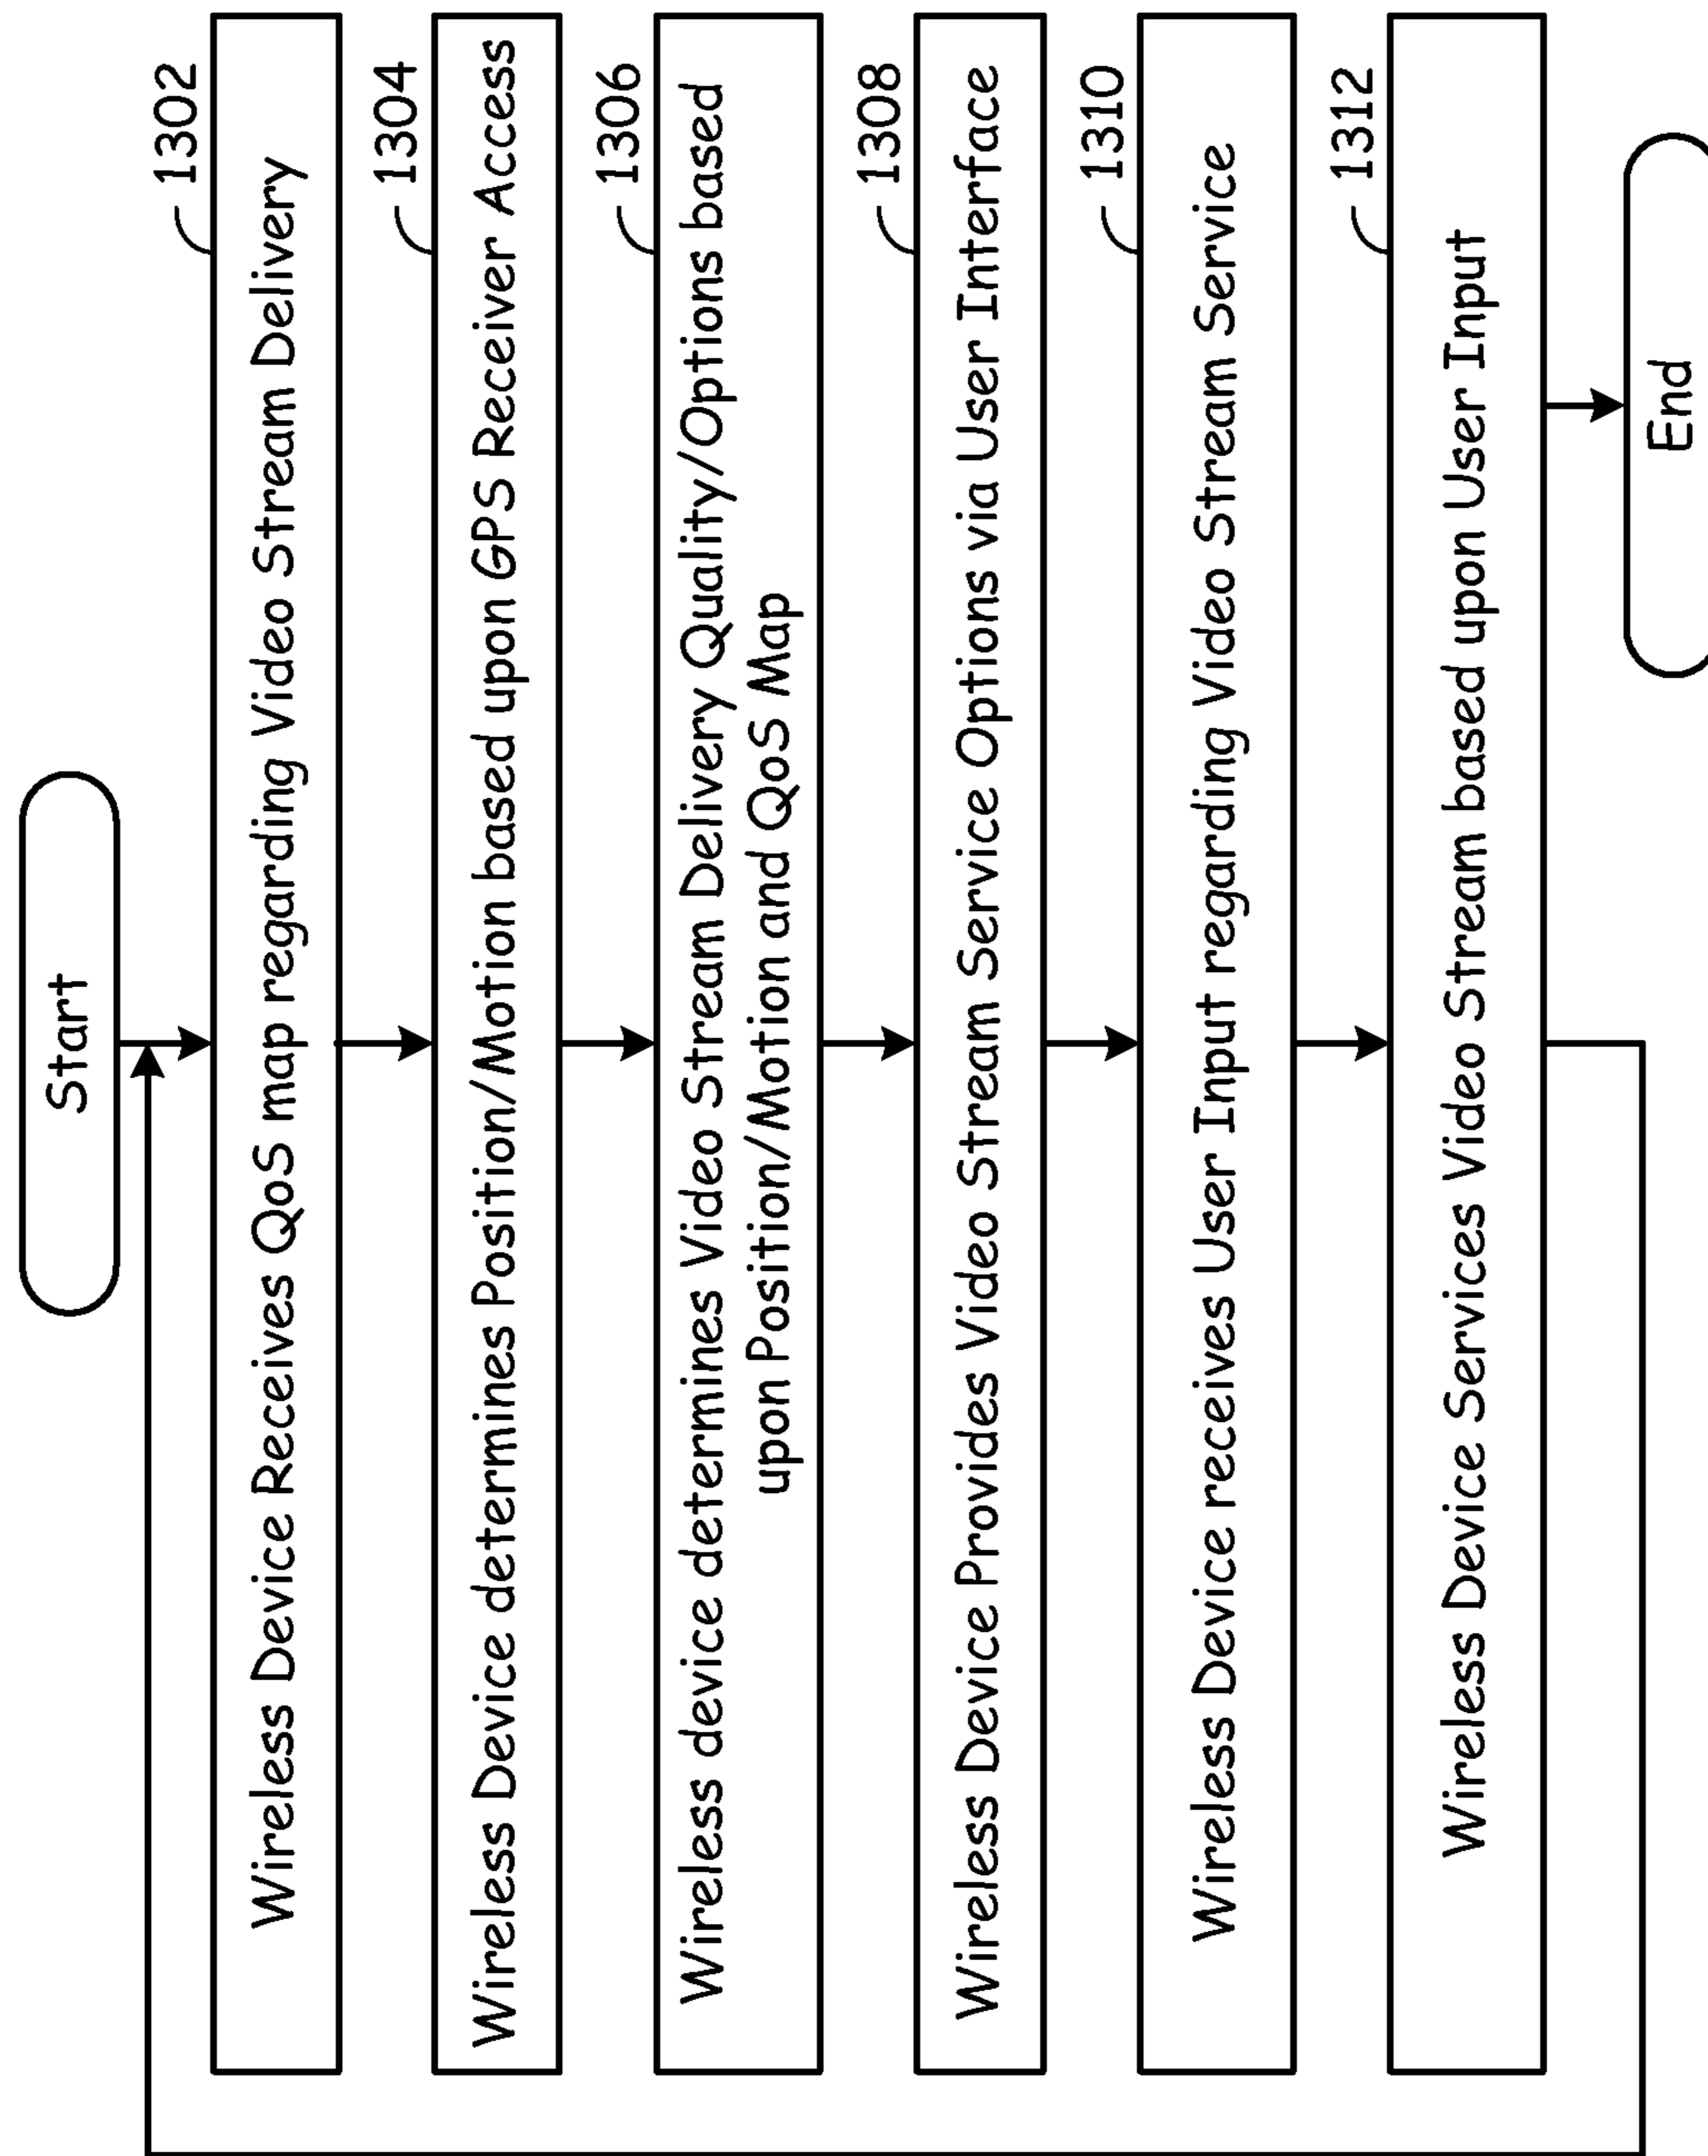 Start
1302
Wireless Device Receives QoS map regarding Video Stream Delivery
1304
Wireless Device determines Position/Motion based upon GPS Receiver Access
1306
Wireless device determines Video Stream Delivery Quality/Options based
upon Position/Motion and QoS Map
1308
Wireless Device Provides Video Stream Service Options via User Interface
1310
Wireless Device receives User Input regarding Video Stream Service
1312
Wireless Device Services Video Stream based upon User Input
End